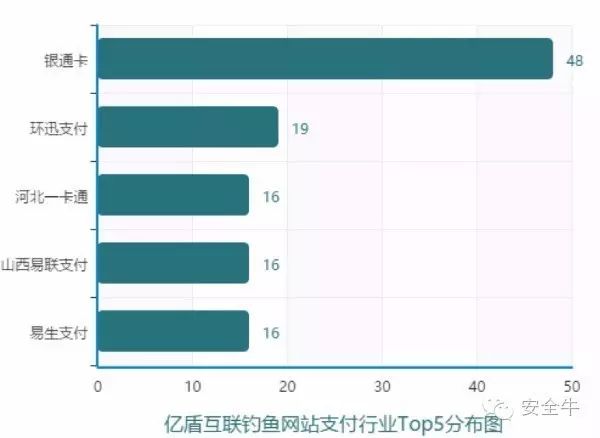 银通卡 48
环迅支付 19
河北一卡通 16
山西易联支付 16
易生支付 16
0 10 20 30 40 50
亿盾互联钓鱼网站支付行业Top5分布图
安全牛